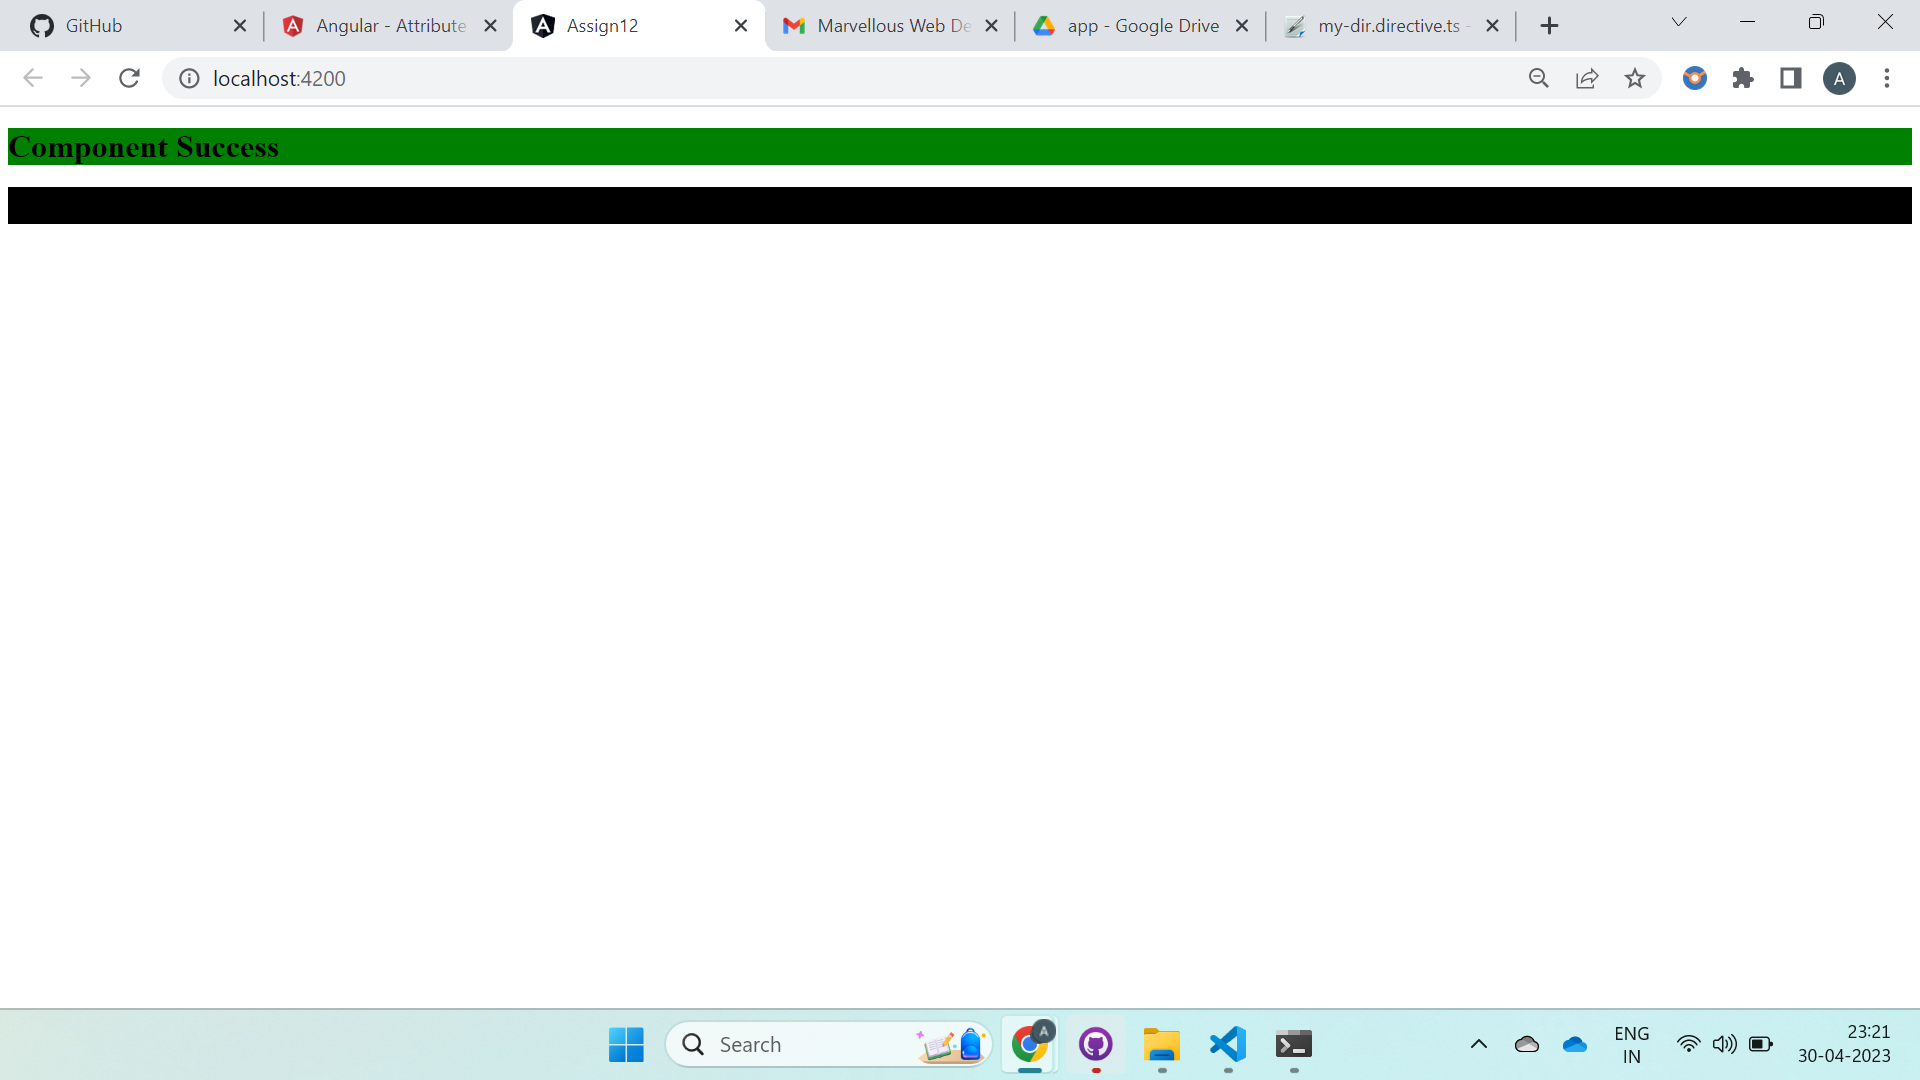 GitHub
Angular - Attribute
Assign12
Marvellous Web De
app - Google Drive
my-dir.directive.ts -
localhost:4200
A
Component Success
Search
A
ENG
IN
23:21
30-04-2023